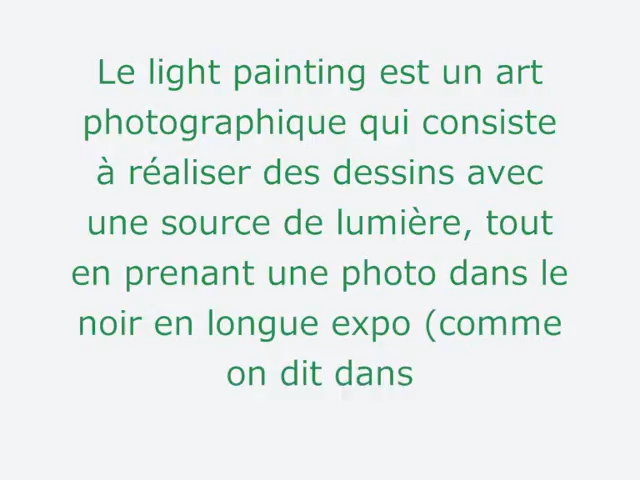 Le light painting est un art
photographique qui consiste
à réaliser des dessins avec
une source de lumière, tout
en prenant une photo dans le
noir en longue expo (comme
on dit dans